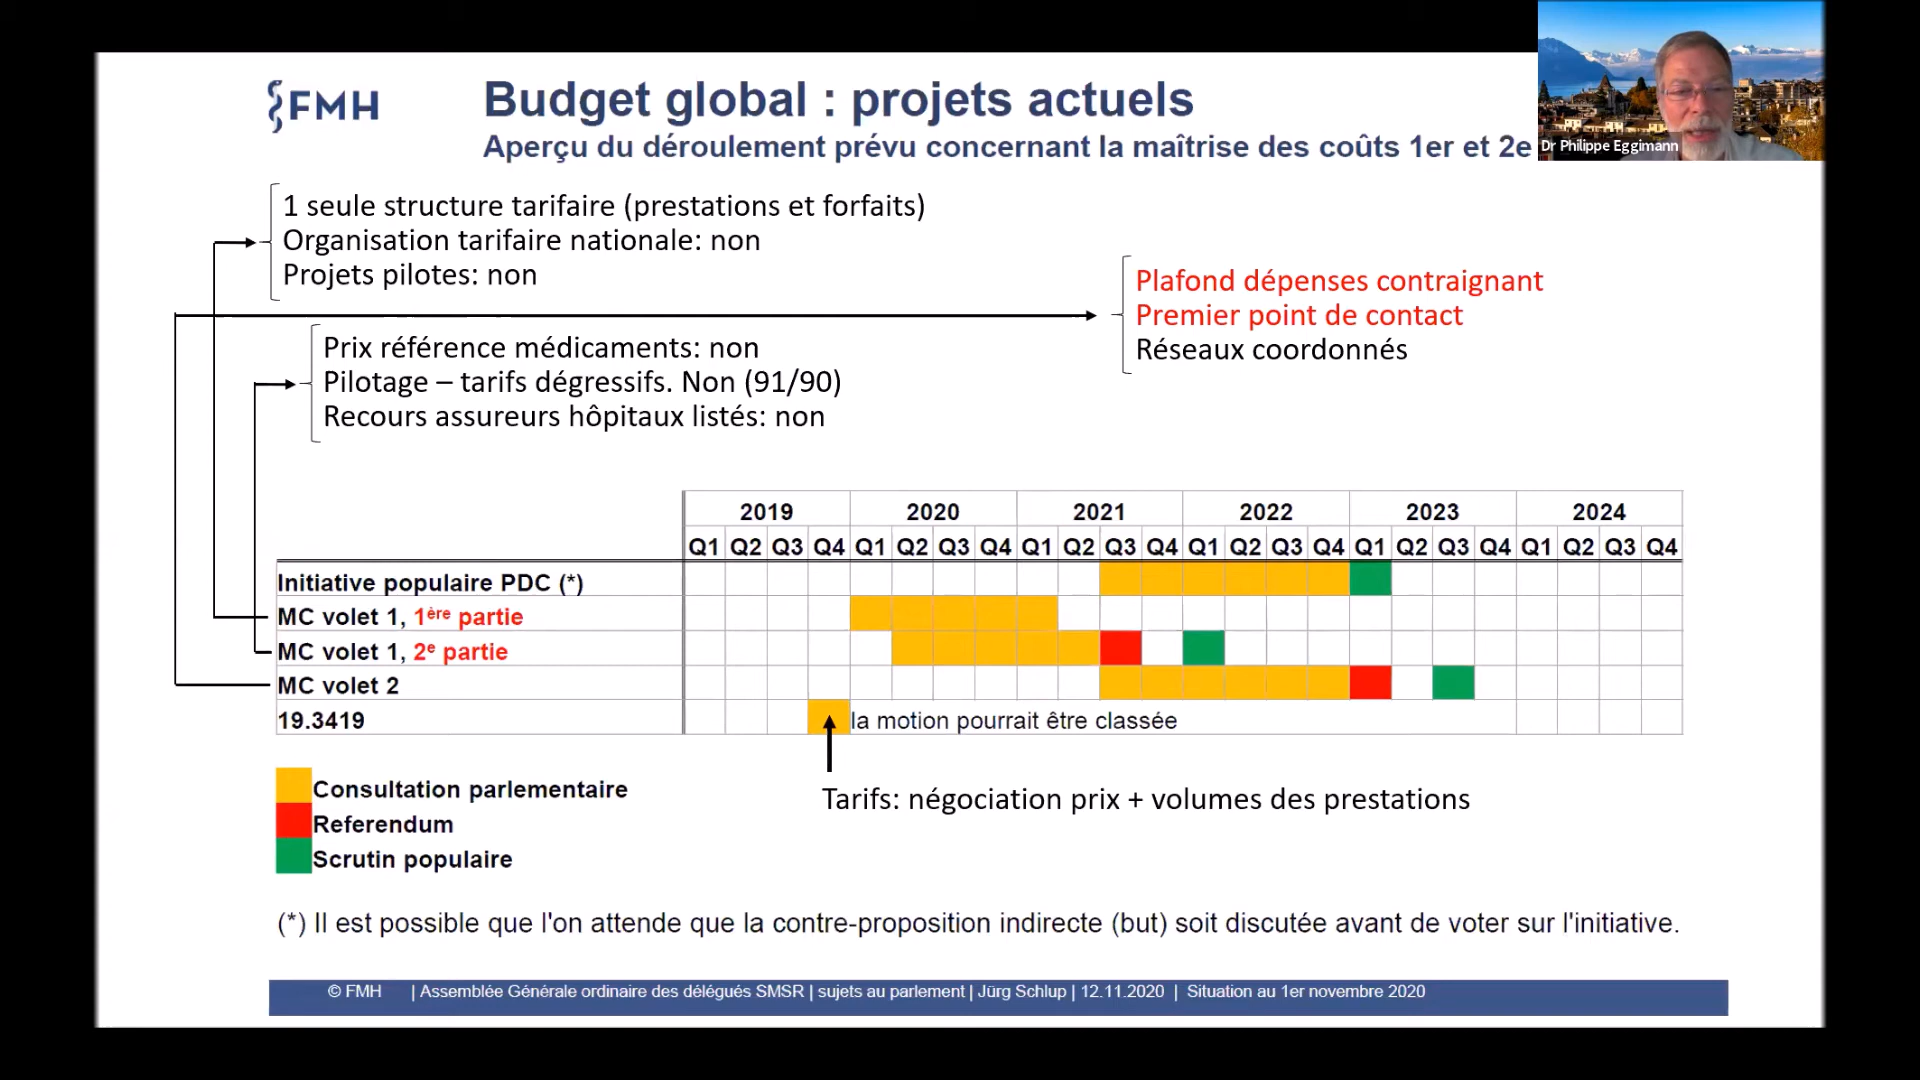 FMH
Budget global : projets actuels
Aperçu du déroulement prévu concernant la maîtrise des coûts 1er et 2e
Dr Philippe Eggimann
1 seule structure tarifaire (prestations et forfaits)
Organisation tarifaire nationale: non
Projets pilotes: non
Plafond dépenses contraignant
Premier point de contact
Réseaux coordonnés
Prix référence médicaments: non
Pilotage – tarifs dégressifs. Non (91/90)
Recours assureurs hôpitaux listés: non
2019 2020 2021 2022 2023 2024
Q1 Q2 Q3 Q4 Q1 Q2 Q3 Q4 Q1 Q2 Q3 Q4 Q1 Q2 Q3 Q4 Q1 Q2 Q3 Q4 Q1 Q2 Q3 Q4
Initiative populaire PDC (*)
MC volet 1, 1ère partie
MC volet 1, 2e partie
MC volet 2
19.3419 la motion pourrait être classée
Tarifs: négociation prix + volumes des prestations
Consultation parlementaire
Referendum
Scrutin populaire
(*) Il est possible que l'on attende que la contre-proposition indirecte (but) soit discutée avant de voter sur l'initiative.
© FMH | Assemblée Générale ordinaire des délégués SMSR | sujets au parlement | Jürg Schlup | 12.11.2020 | Situation au 1er novembre 2020